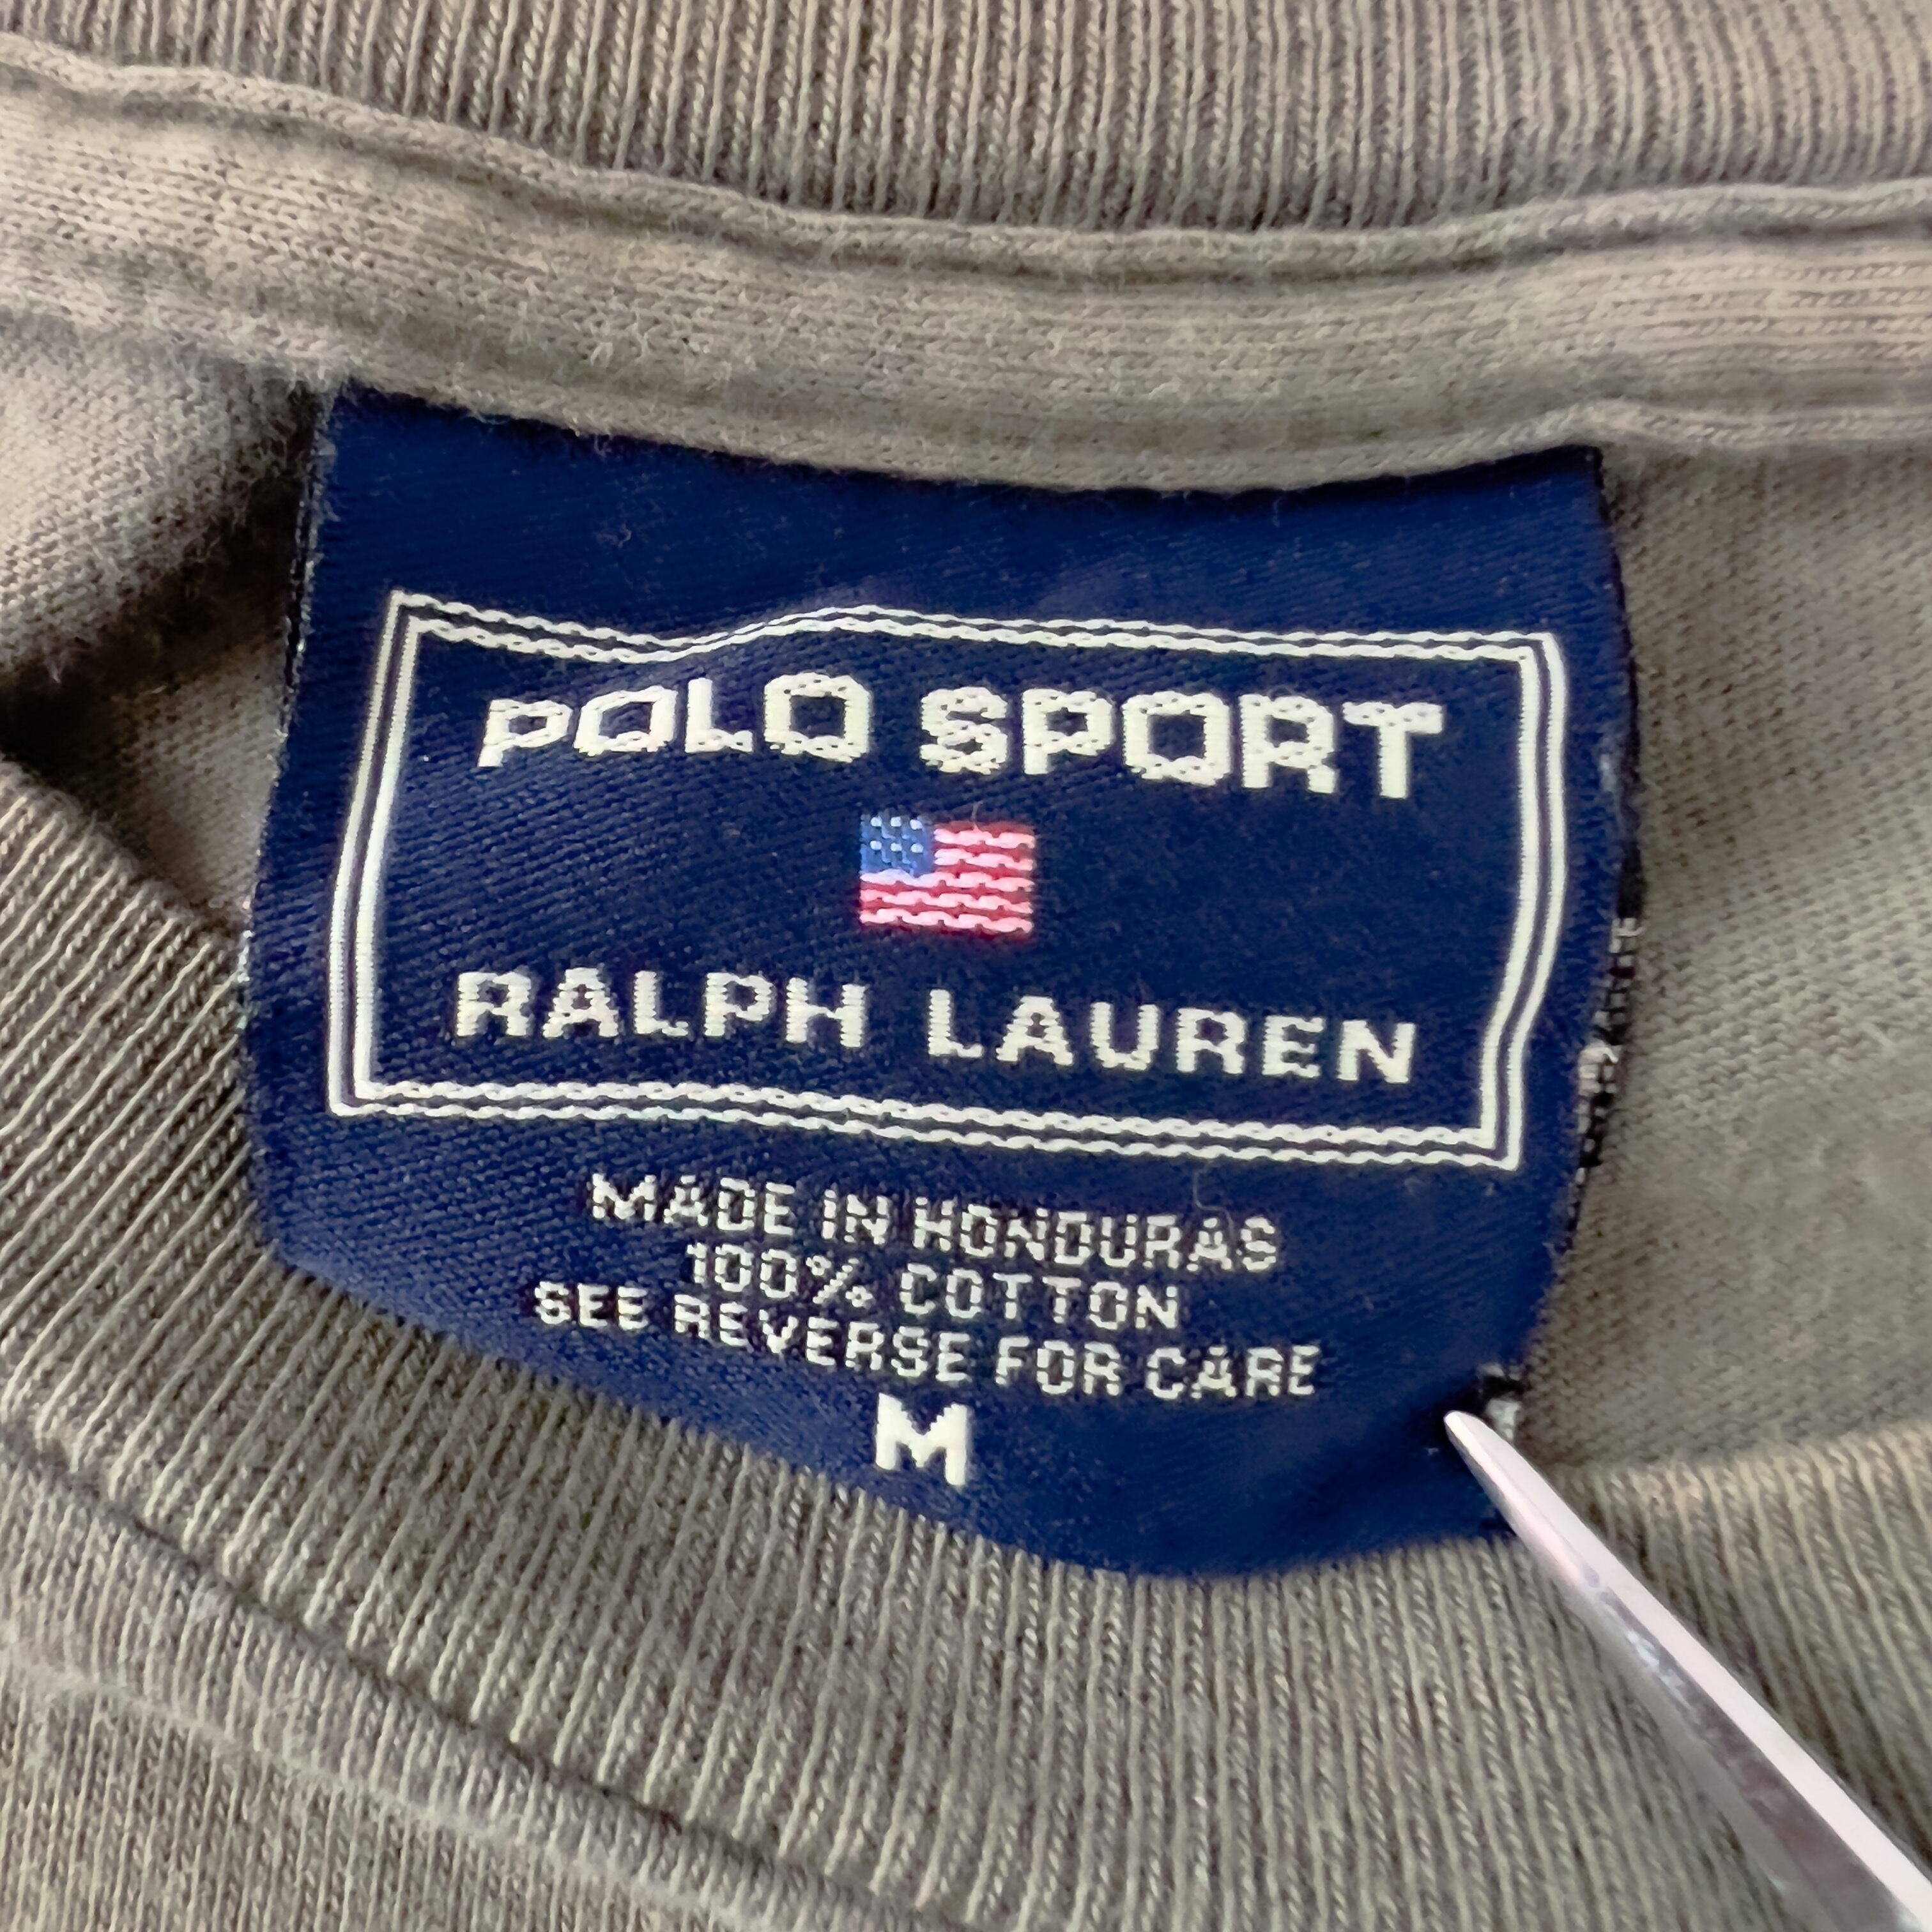 POLO SPORT
RALPH LAUREN
MADE IN HONDURAS
100% COTTON
SEE REVERSE FOR CARE
M